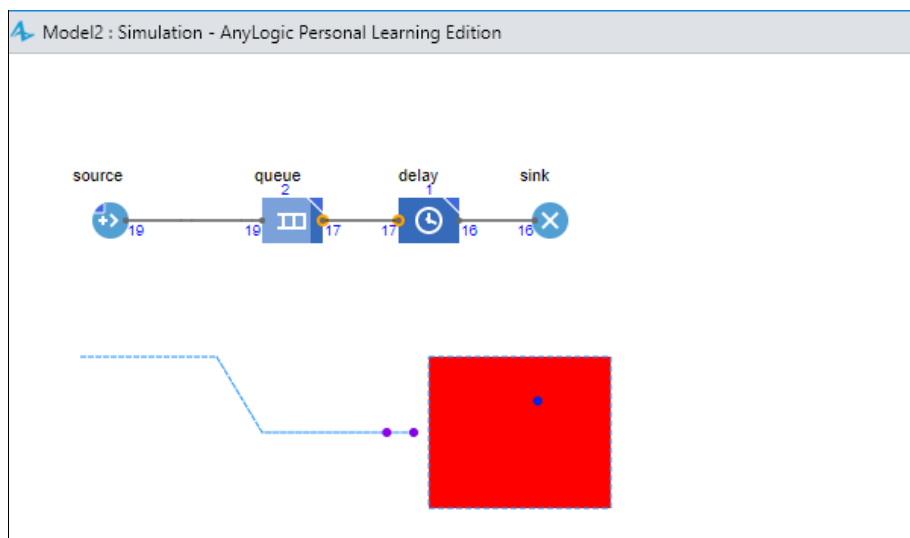 Model2 : Simulation - AnyLogic Personal Learning Edition
source queue delay sink
2 1
19 19 17 17 16 16